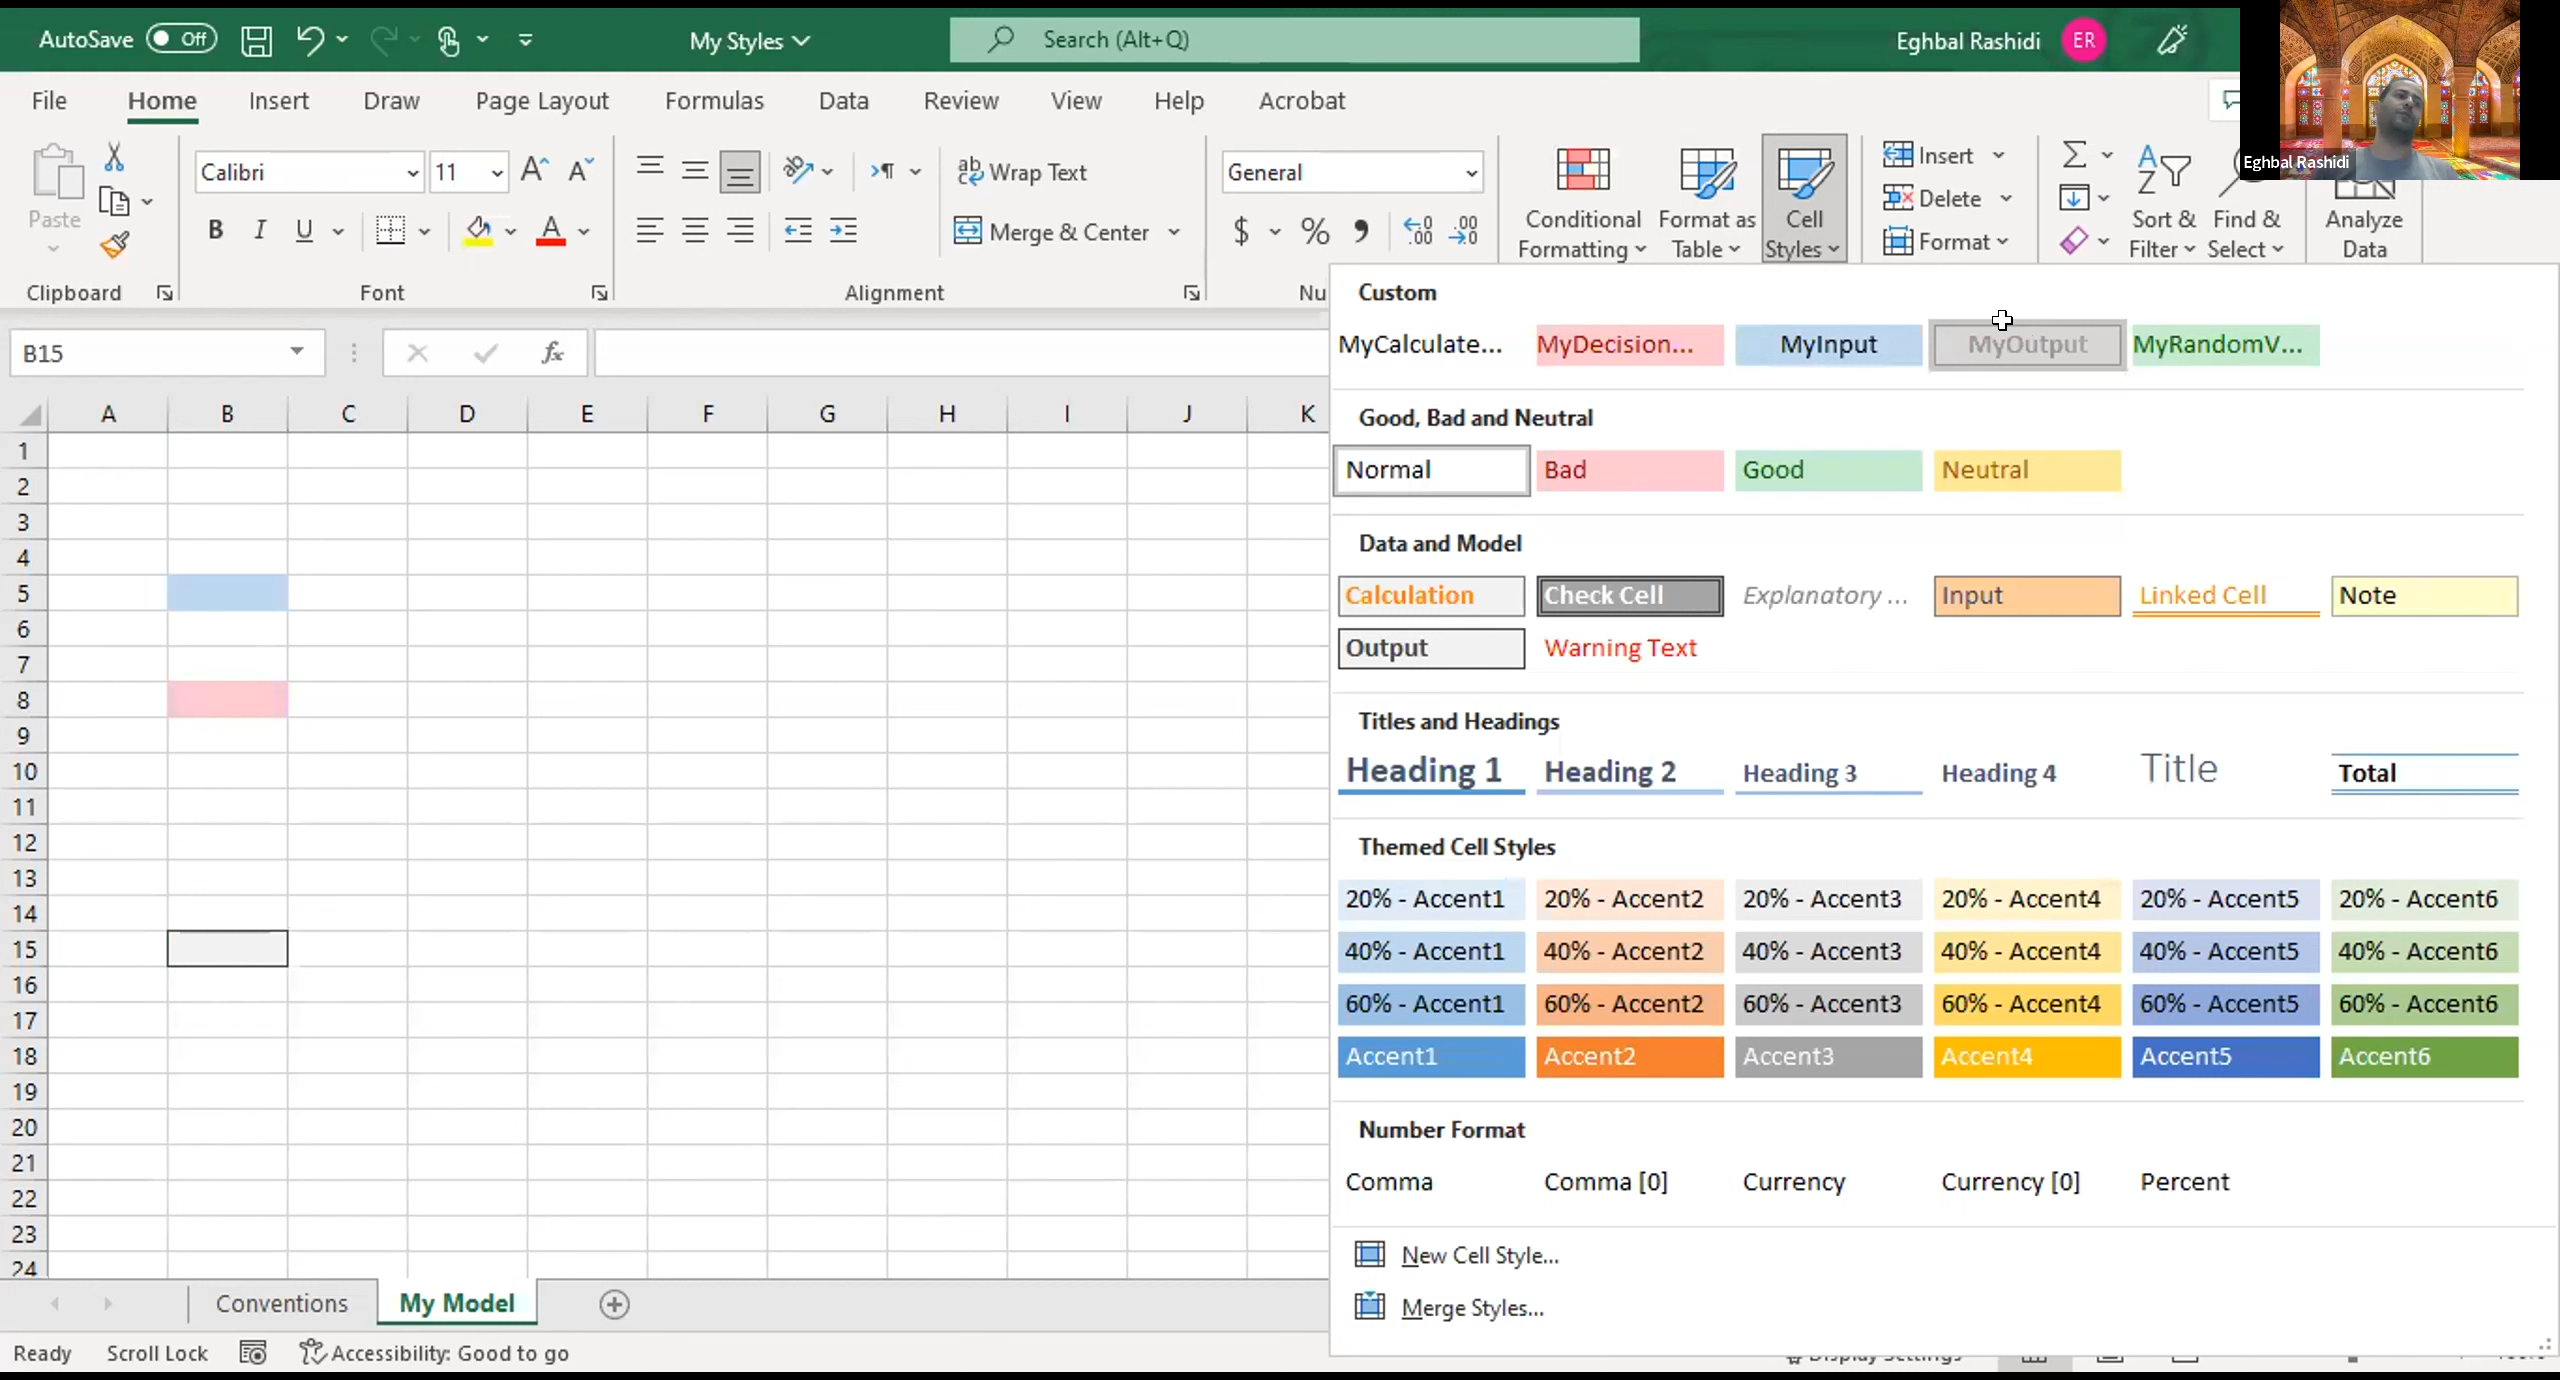 AutoSave Off My Styles Search (Alt+Q) Eghbal Rashidi ER
File Home Insert Draw Page Layout Formulas Data Review View Help Acrobat
Eghbal Rashidi
Paste
Calibri 11
B I U
Wrap Text
Merge & Center
General
$ %
Conditional Formatting
Format as Table
Cell Styles
Insert
Delete
Format
Sort & Filter
Find & Select
Analyze Data
Clipboard Font Alignment Nu
B15 fx
Custom
MyCalculate... MyDecision... MyInput MyOutput MyRandomV...
Good, Bad and Neutral
Normal Bad Good Neutral
Data and Model
Calculation Check Cell Explanatory ... Input Linked Cell Note
Output Warning Text
Titles and Headings
Heading 1 Heading 2 Heading 3 Heading 4 Title Total
Themed Cell Styles
20% - Accent1 20% - Accent2 20% - Accent3 20% - Accent4 20% - Accent5 20% - Accent6
40% - Accent1 40% - Accent2 40% - Accent3 40% - Accent4 40% - Accent5 40% - Accent6
60% - Accent1 60% - Accent2 60% - Accent3 60% - Accent4 60% - Accent5 60% - Accent6
Accent1 Accent2 Accent3 Accent4 Accent5 Accent6
Number Format
Comma Comma [0] Currency Currency [0] Percent
New Cell Style...
Merge Styles...
A B C D E F G H I J K
1
2
3
4
5
6
7
8
9
10
11
12
13
14
15
16
17
18
19
20
21
22
23
24
Conventions My Model
Ready Scroll Lock Accessibility: Good to go Display Settings